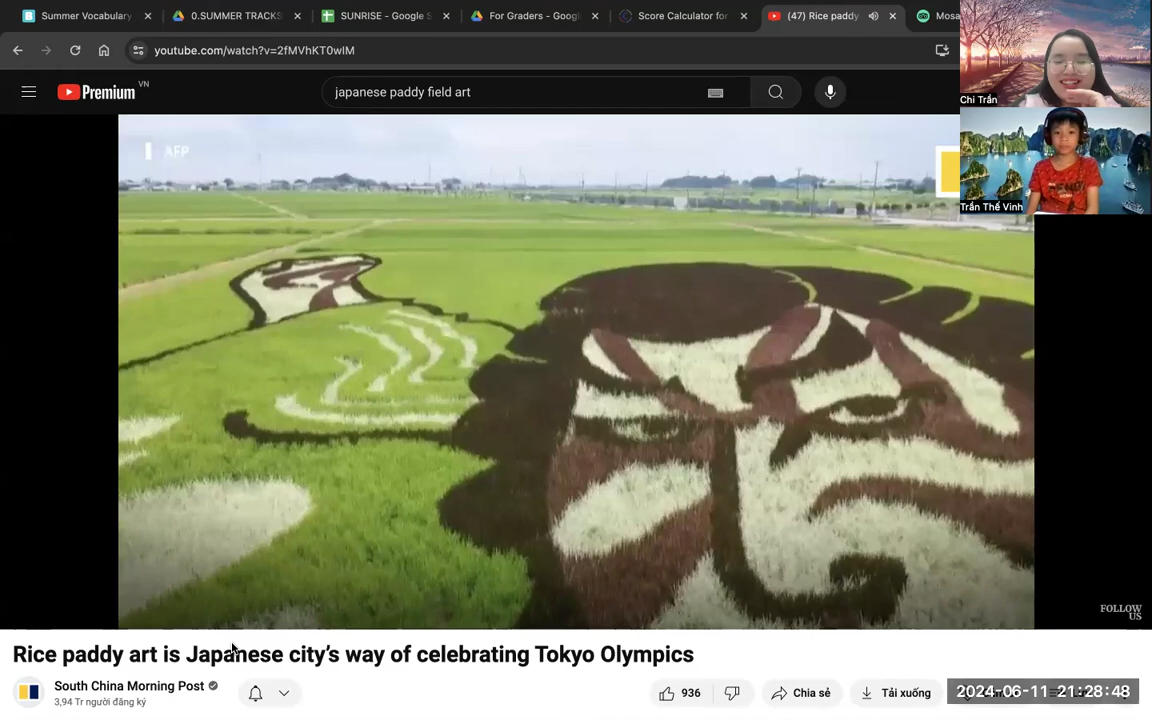 Summer Vocabulary
0.SUMMER TRACKS
SUNRISE - Google S
For Graders - Googl
Score Calculator for
(47) Rice paddy
Mosa
youtube.com/watch?v=2fMVhKT0wIM
Premium VN
japanese paddy field art
Chi Trần
Trần Thế Vinh
AFP
FOLLOW
US
Rice paddy art is Japanese city’s way of celebrating Tokyo Olympics
South China Morning Post
3,94 Tr người đăng ký
936
Chia sẻ
Tải xuống
2024-06-11 21:28:48